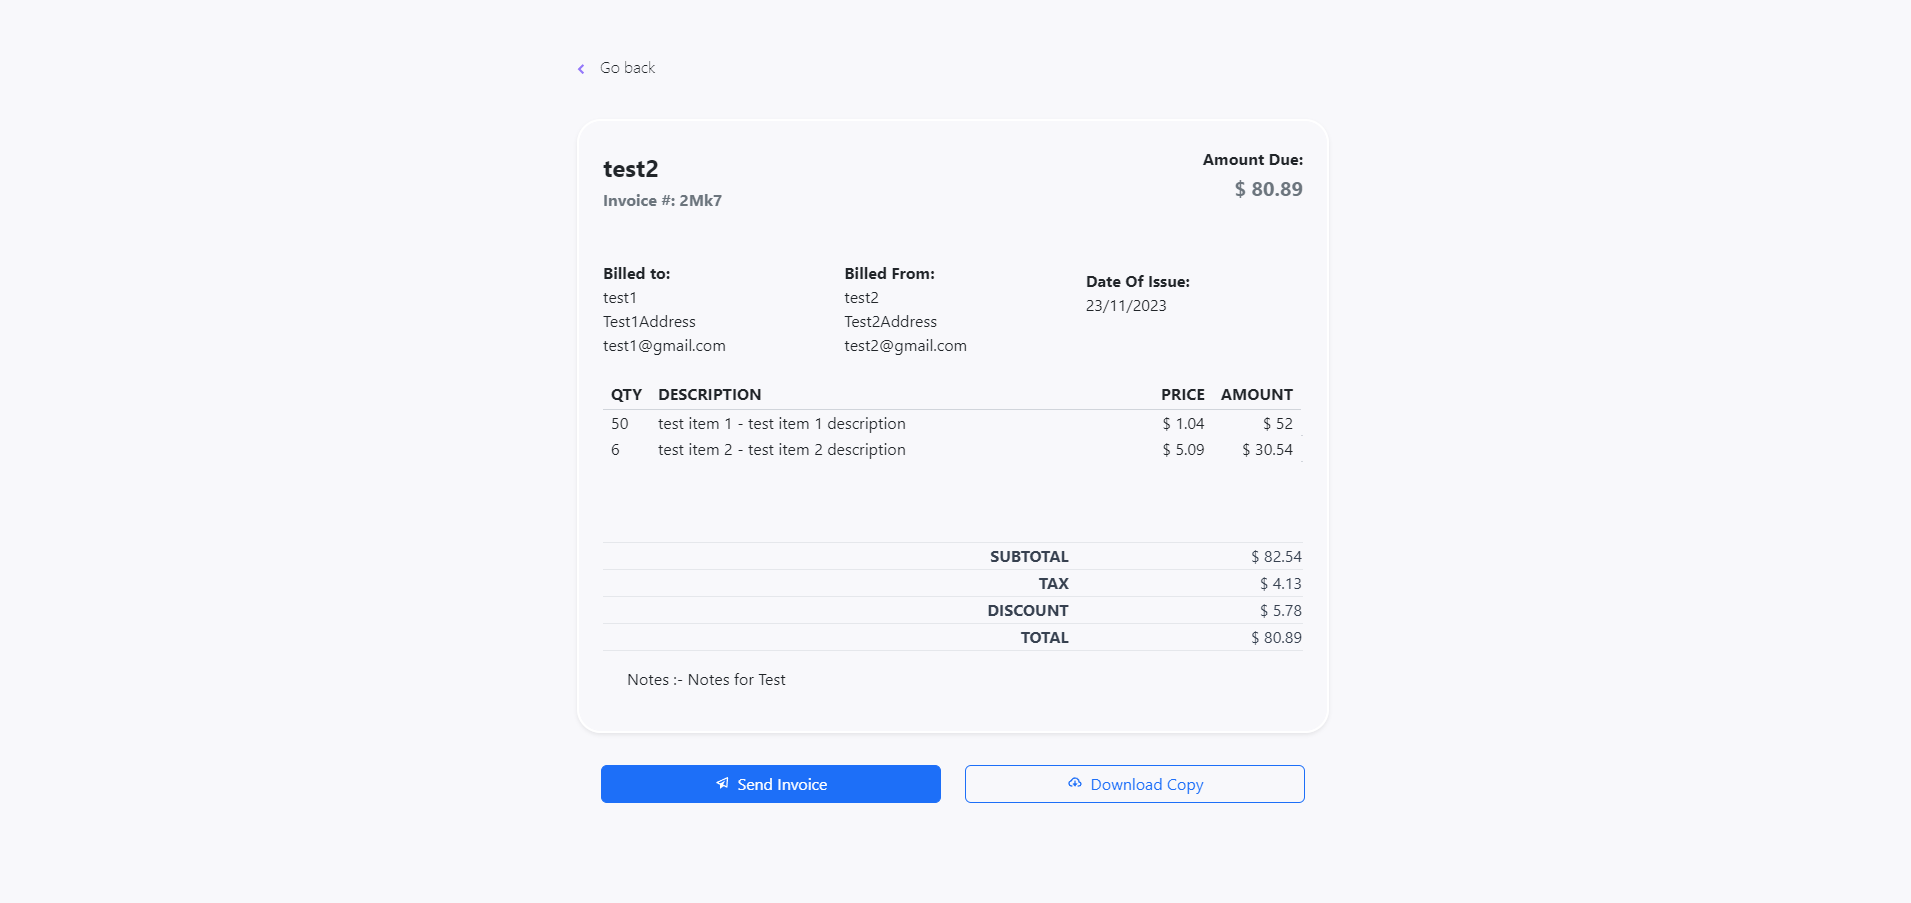 Go back
test2
Invoice #: 2Mk7
Amount Due:
$ 80.89
Billed to:
test1
Test1Address
test1@gmail.com
Billed From:
test2
Test2Address
test2@gmail.com
Date Of Issue:
23/11/2023
QTY DESCRIPTION PRICE AMOUNT
50 test item 1 - test item 1 description $ 1.04 $ 52
6 test item 2 - test item 2 description $ 5.09 $ 30.54
SUBTOTAL $ 82.54
TAX $ 4.13
DISCOUNT $ 5.78
TOTAL $ 80.89
Notes :- Notes for Test
Send Invoice
Download Copy